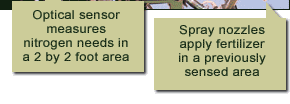 Optical sensor
measures
nitrogen needs in
a 2 by 2 foot area
Spray nozzles
apply fertilizer
in a previously
sensed area